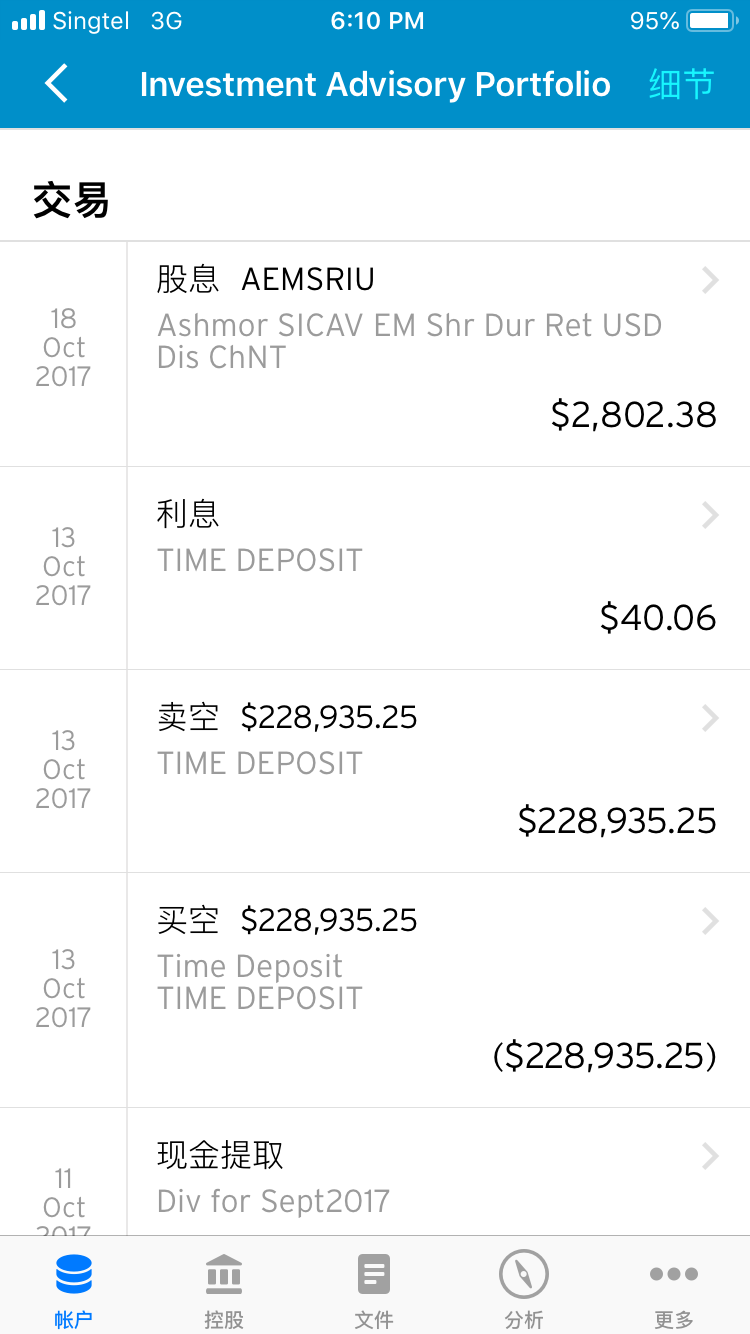 Singtel 3G 6:10 PM 95%
Investment Advisory Portfolio 细节
交易
18
Oct
2017
股息 AEMSRIU
Ashmor SICAV EM Shr Dur Ret USD
Dis ChNT
$2,802.38
13
Oct
2017
利息
TIME DEPOSIT
$40.06
13
Oct
2017
卖空 $228,935.25
TIME DEPOSIT
$228,935.25
13
Oct
2017
买空 $228,935.25
Time Deposit
TIME DEPOSIT
($228,935.25)
11
Oct
2017
现金提取
Div for Sept2017
帐户 控股 文件 分析 更多